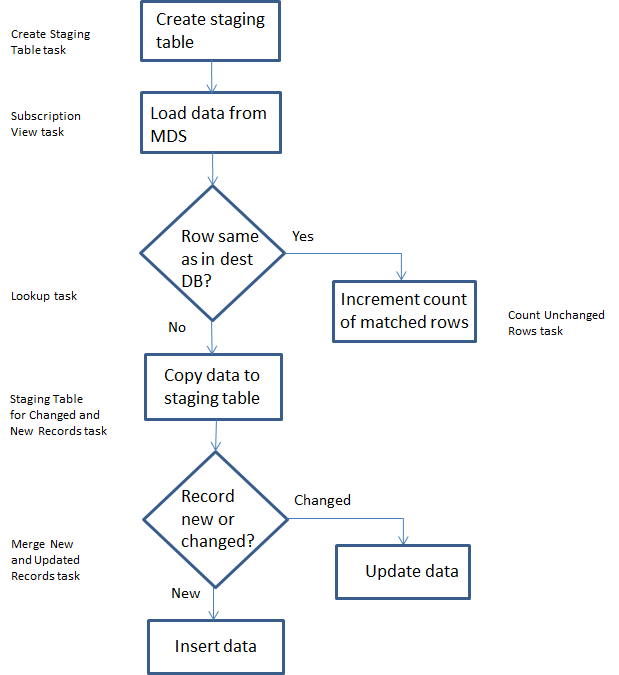 Create staging
table
Create Staging
Table task
Load data from
MDS
Subscription
View task
Row same
as in dest
DB?
Yes
Lookup task
Increment count
of matched rows
Count Unchanged
Rows task
No
Copy data to
staging table
Staging Table
for Changed and
New Records task
Record
new or
changed?
Changed
Merge New
and Updated
Records task
Update data
New
Insert data